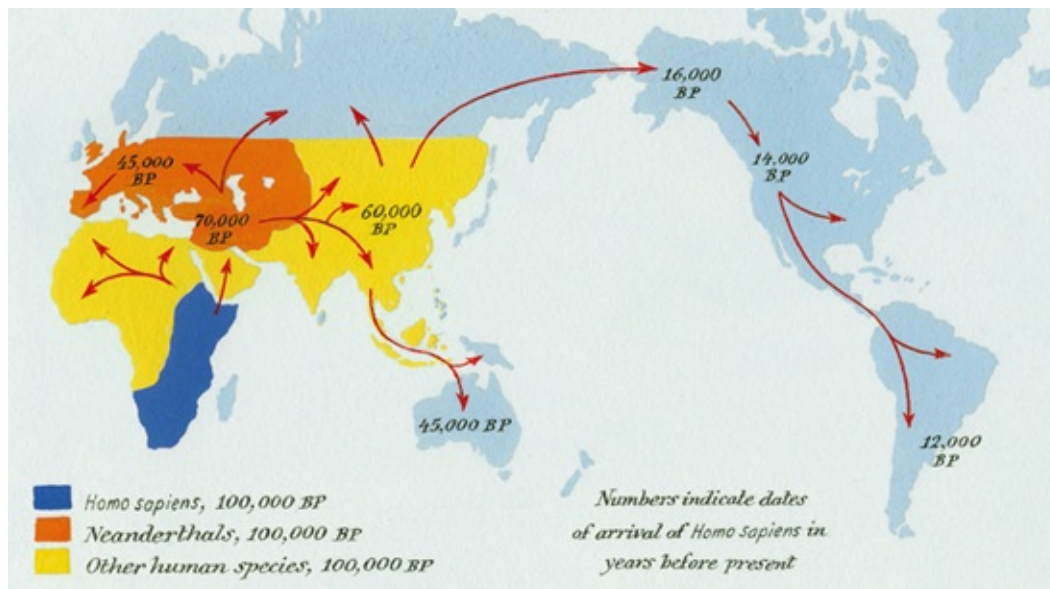 16,000
BP
45,000
BP
14,000
BP
70,000
BP
60,000
BP
45,000 BP
12,000
BP
Homo sapiens, 100,000 BP
Neanderthals, 100,000 BP
Other human species, 100,000 BP
Numbers indicate dates
of arrival of Homo sapiens in
years before present